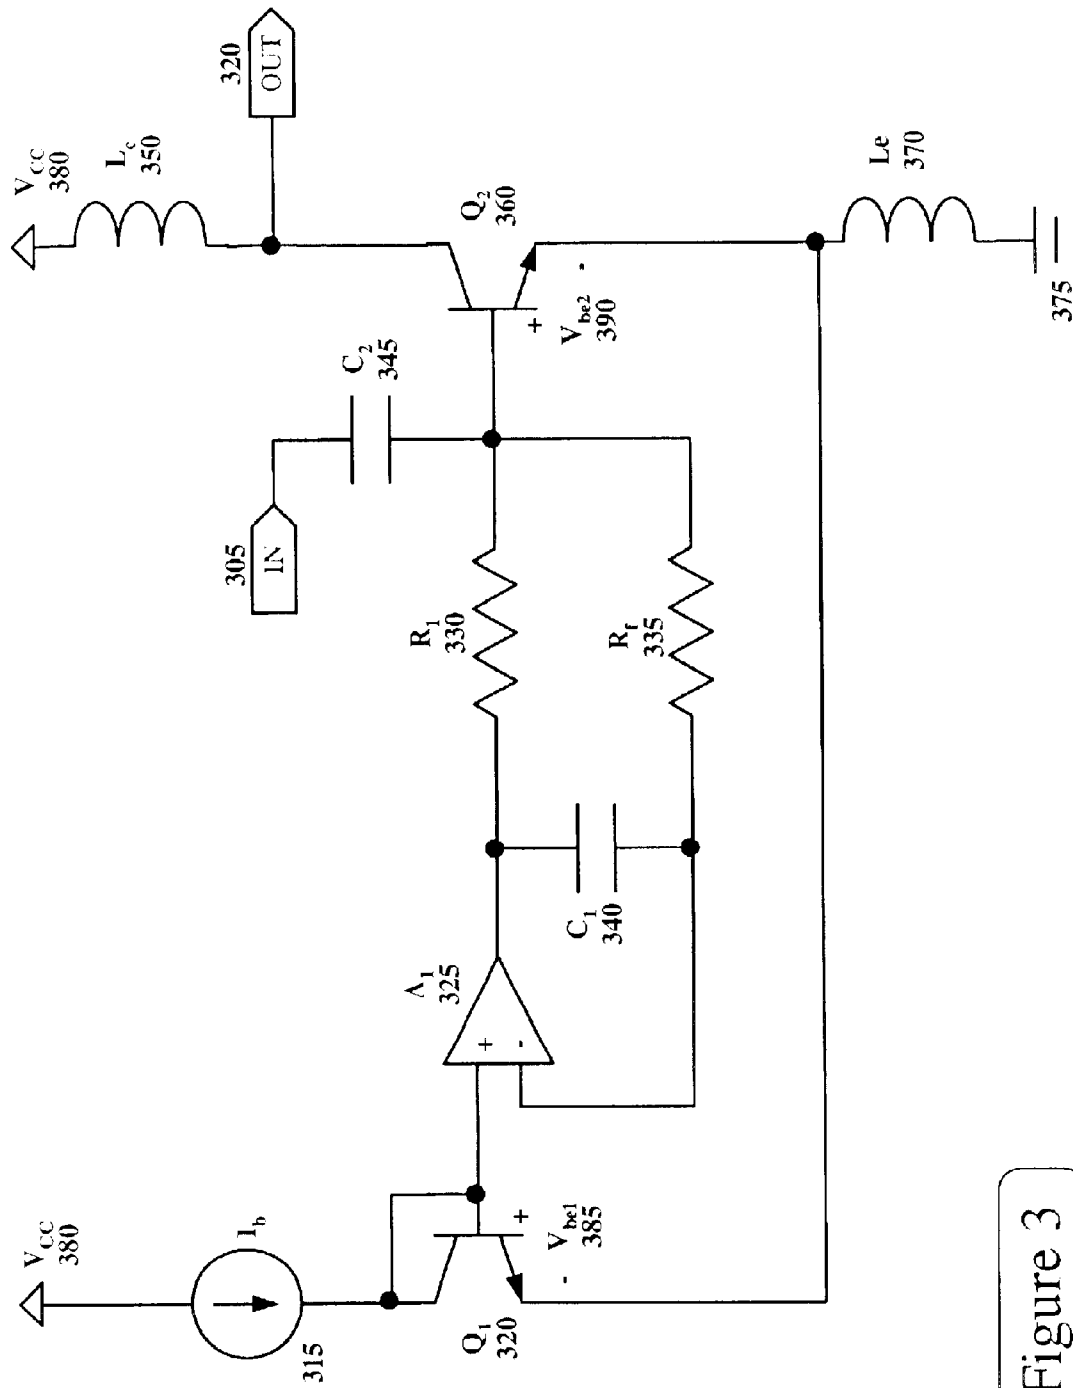 V_CC
380
I_b
315
Q_1
320
V_be1
385
+
-
A_1
325
+
-
C_1
340
R_1
330
R_f
335
305
IN
C_2
345
V_CC
380
L_c
350
320
OUT
Q_2
360
+
-
V_be2
390
Le
370
375
Figure 3